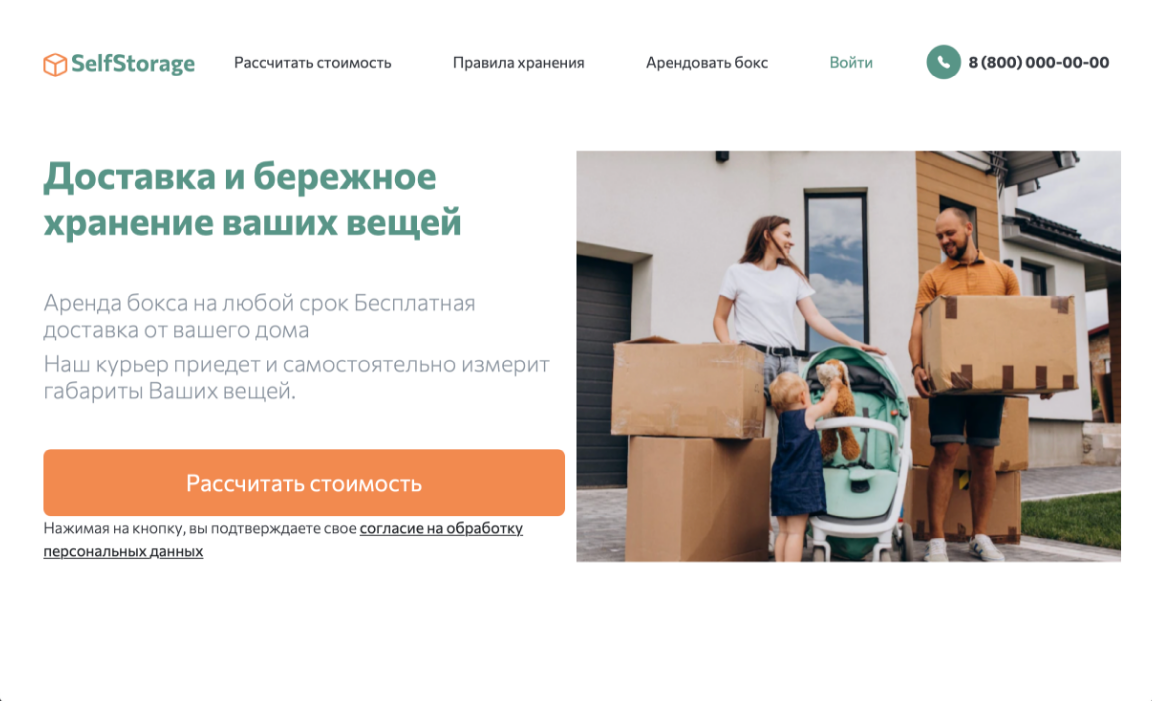 SelfStorage
Рассчитать стоимость
Правила хранения
Арендовать бокс
Войти
8 (800) 000-00-00
Доставка и бережное
хранение ваших вещей
Аренда бокса на любой срок Бесплатная
доставка от вашего дома
Наш курьер приедет и самостоятельно измерит
габариты Ваших вещей.
Рассчитать стоимость
Нажимая на кнопку, вы подтверждаете свое согласие на обработку
персональных данных